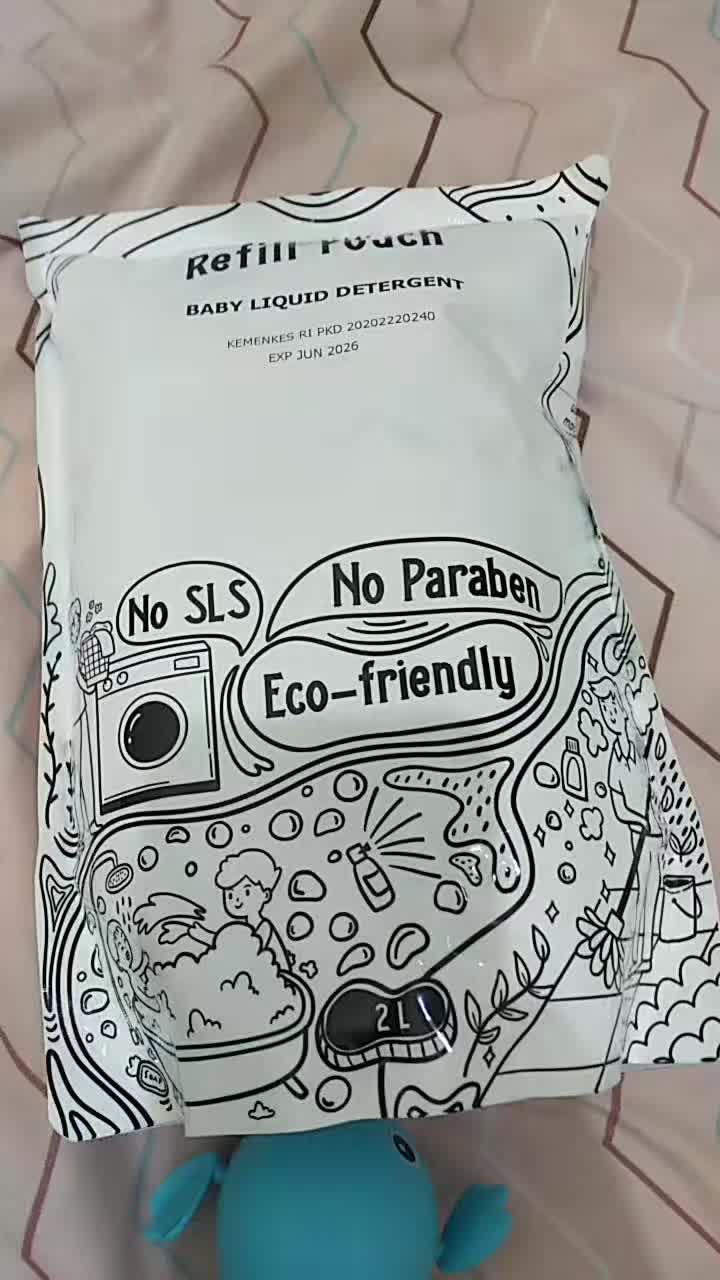 Refill Pouch
BABY LIQUID DETERGENT
KEMENKES RI PKD 20202220240
EXP JUN 2026
No SLS
No Paraben
Eco-friendly
2L